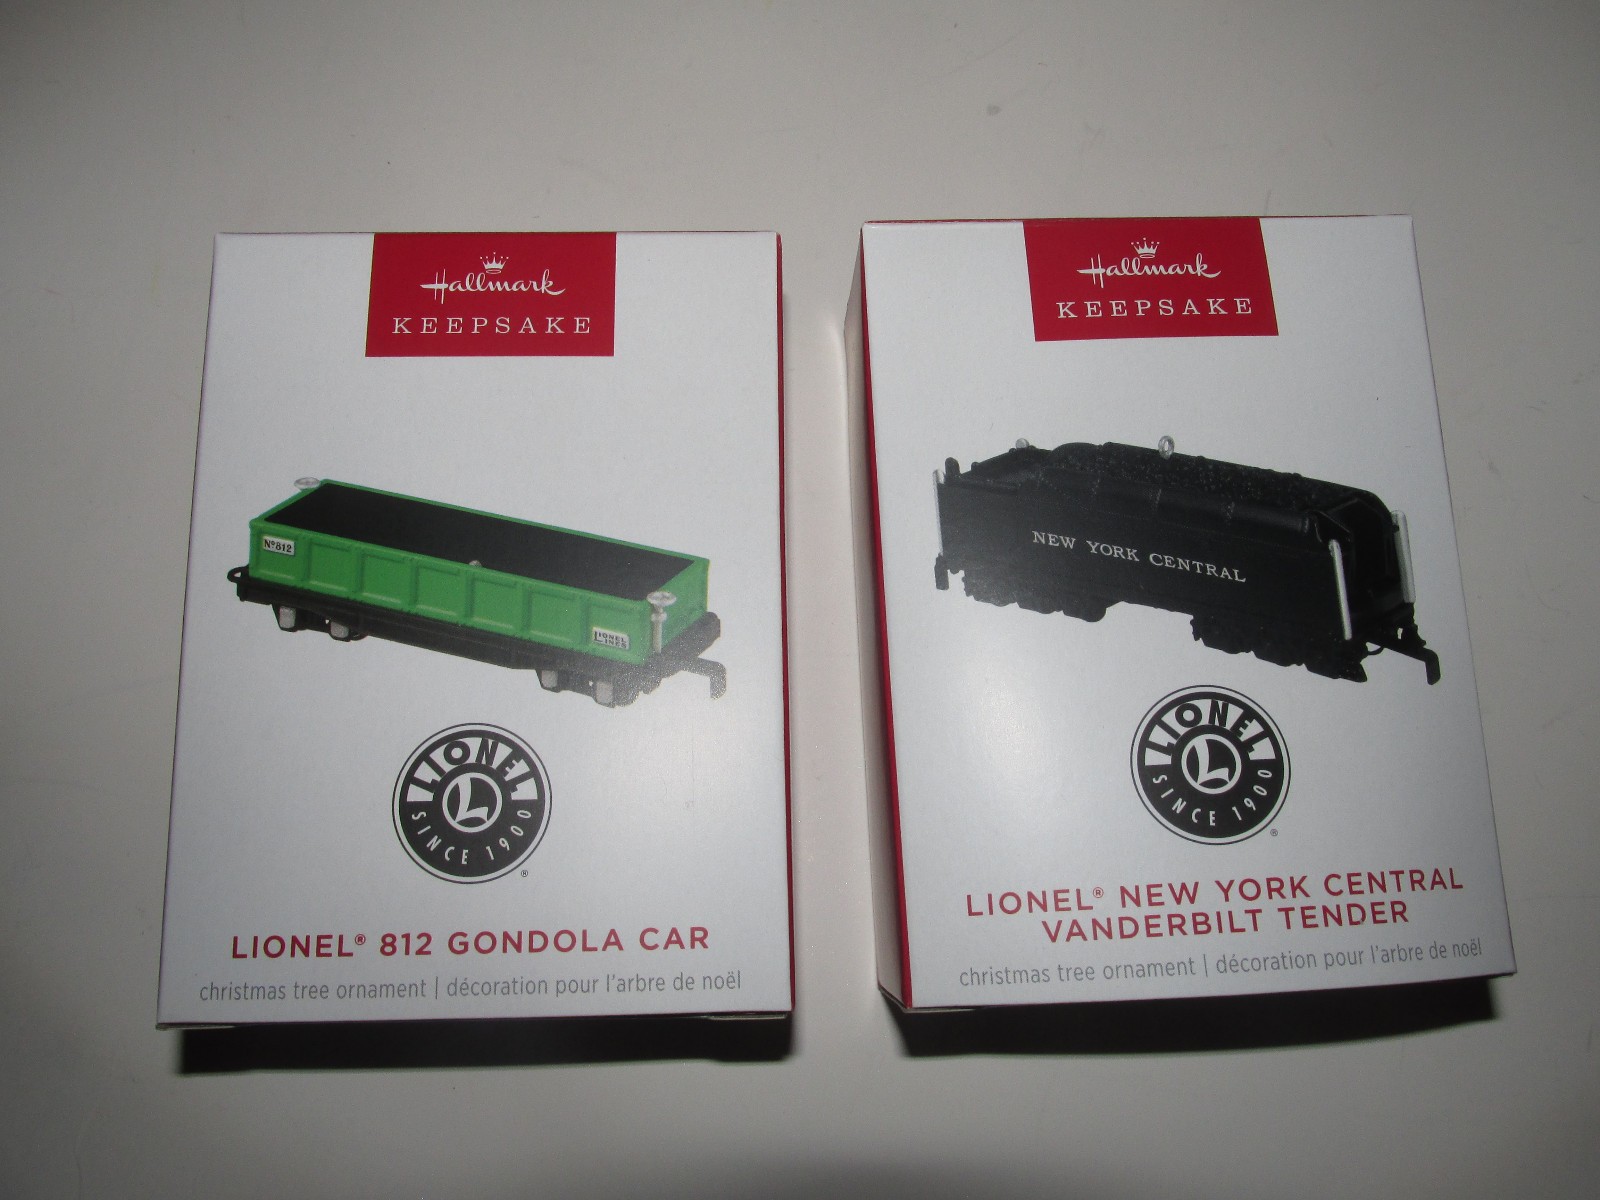 Hallmark
KEEPSAKE
Nº812
LIONEL
LINES
LIONEL
L
SINCE 1900
®
LIONEL® 812 GONDOLA CAR
christmas tree ornament | décoration pour l'arbre de noël
Hallmark
KEEPSAKE
NEW YORK CENTRAL
LIONEL
L
SINCE 1900
®
LIONEL® NEW YORK CENTRAL
VANDERBILT TENDER
christmas tree ornament | décoration pour l'arbre de noël